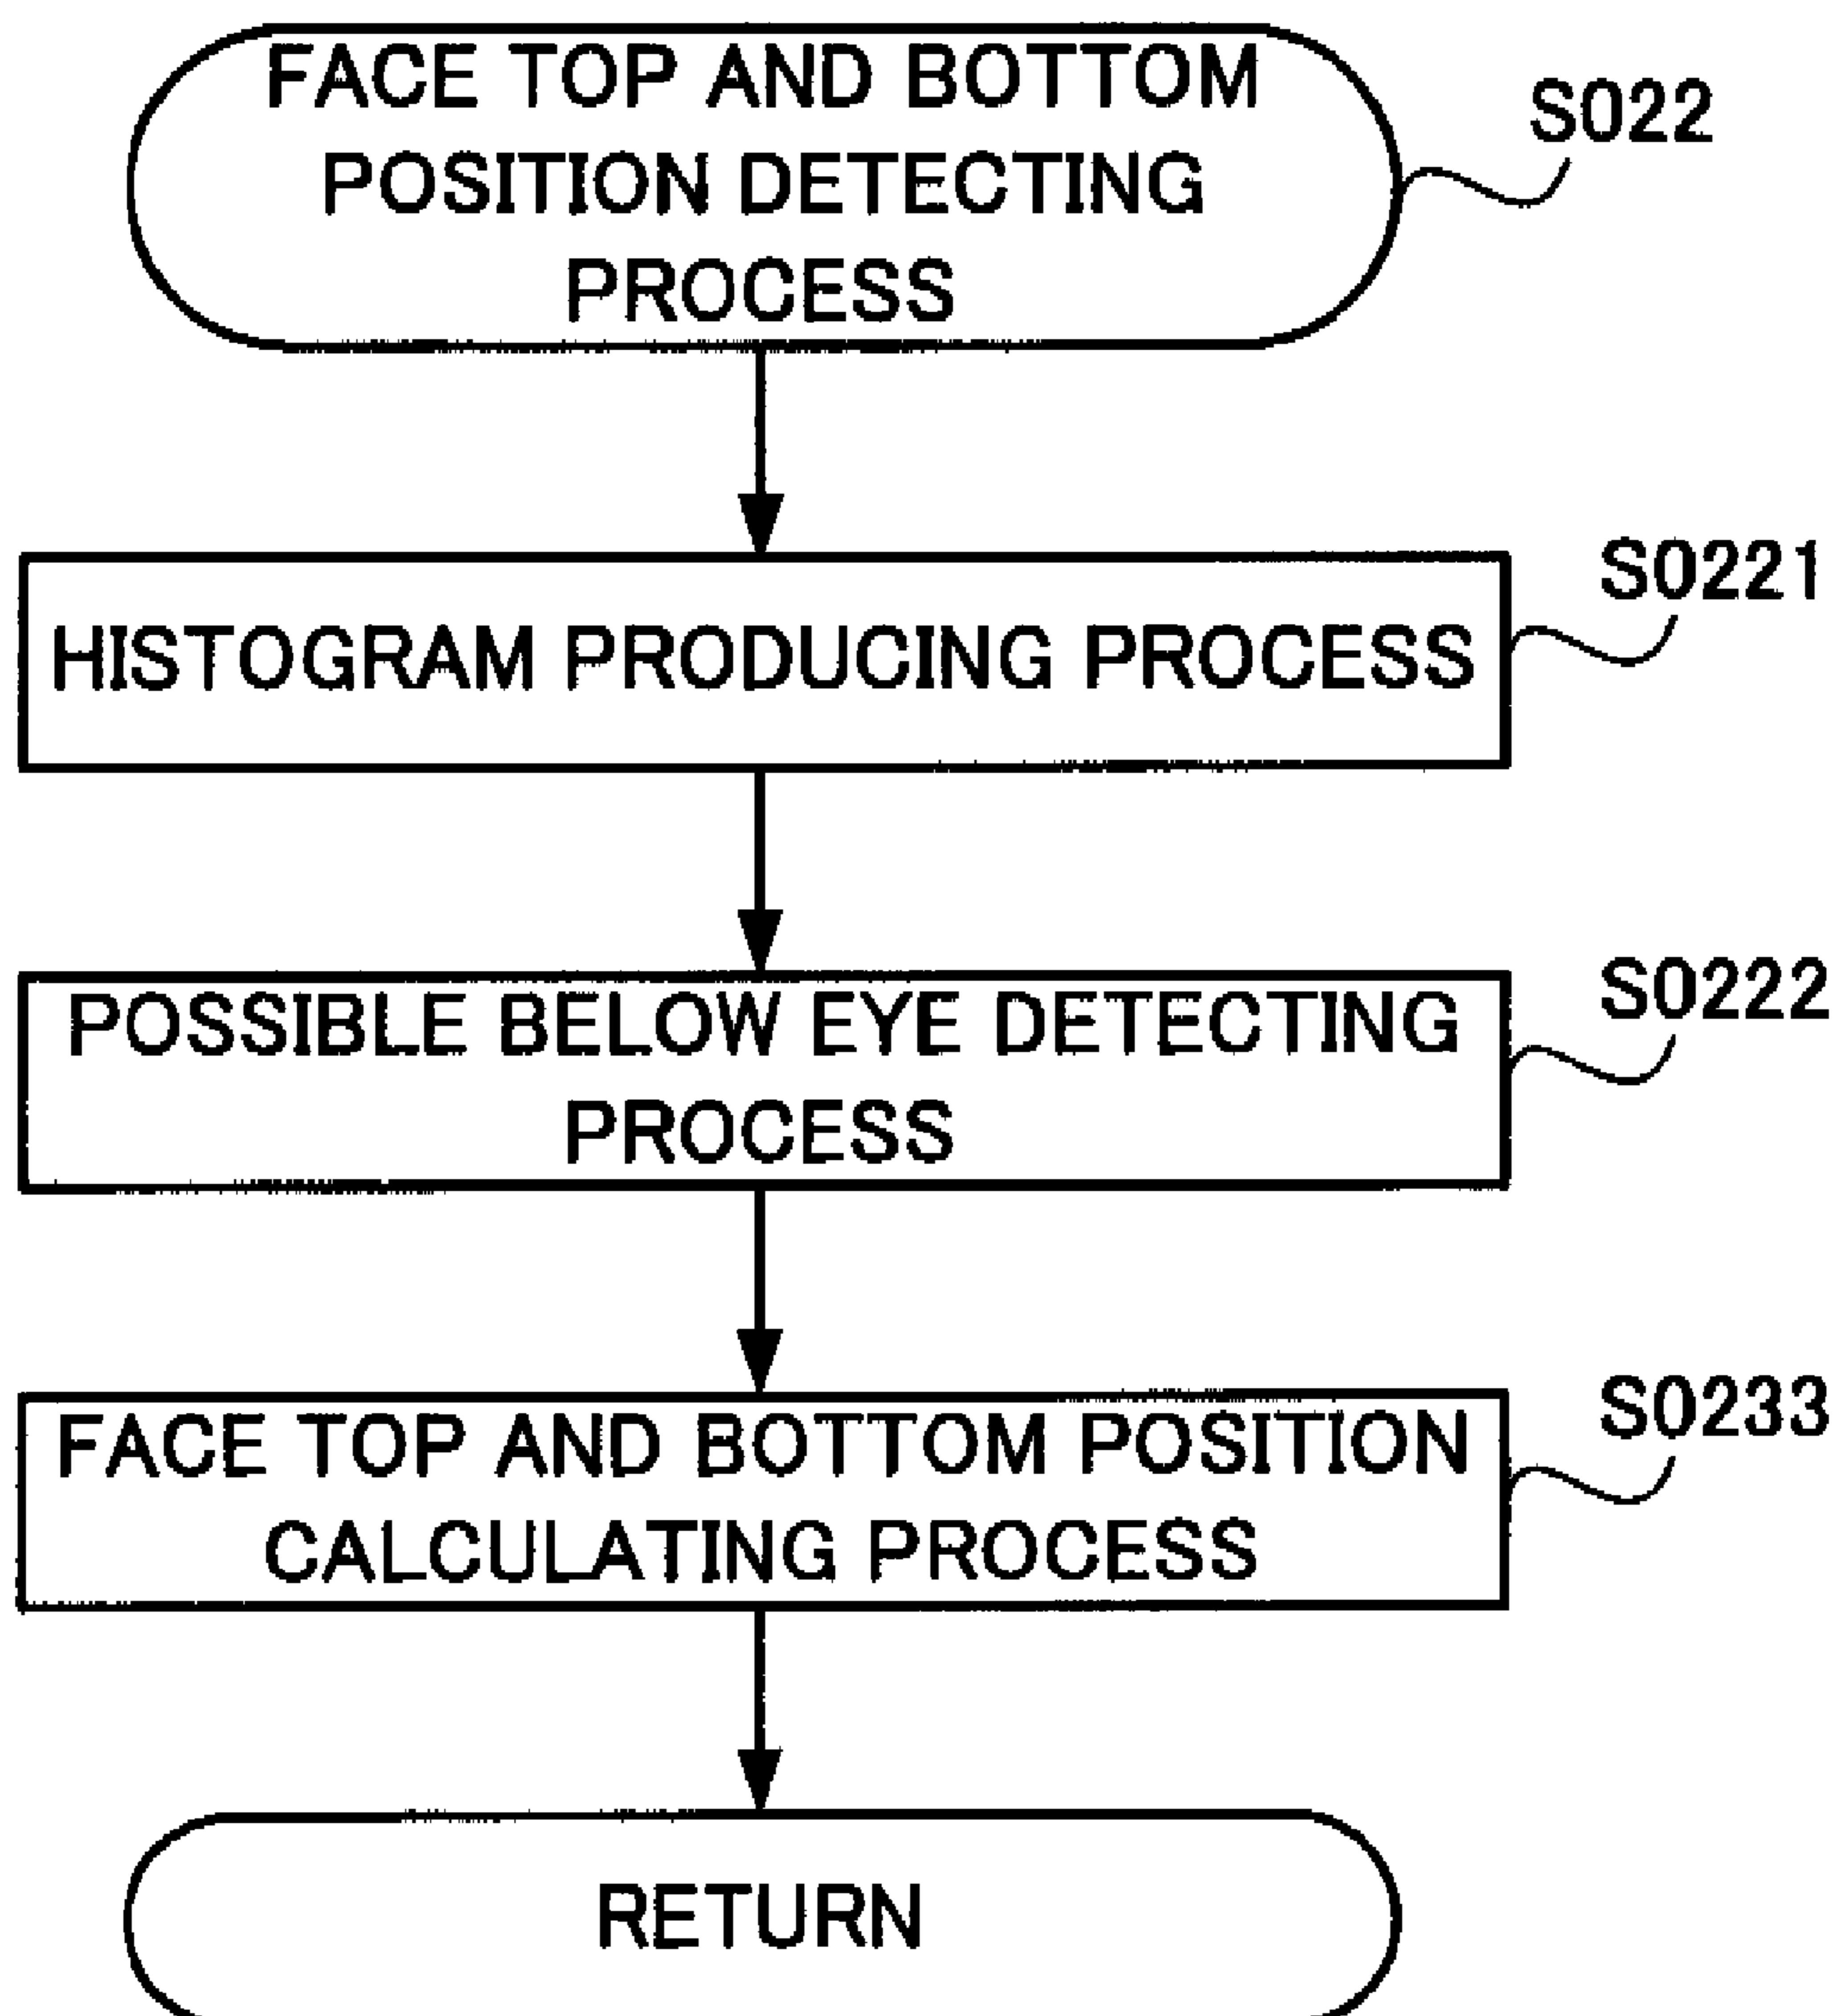 FACE TOP AND BOTTOM
POSITION DETECTING
PROCESS
S022
HISTOGRAM PRODUCING PROCESS
S0221
POSSIBLE BELOW EYE DETECTING
PROCESS
S0222
FACE TOP AND BOTTOM POSITION
CALCULATING PROCESS
S0233
RETURN